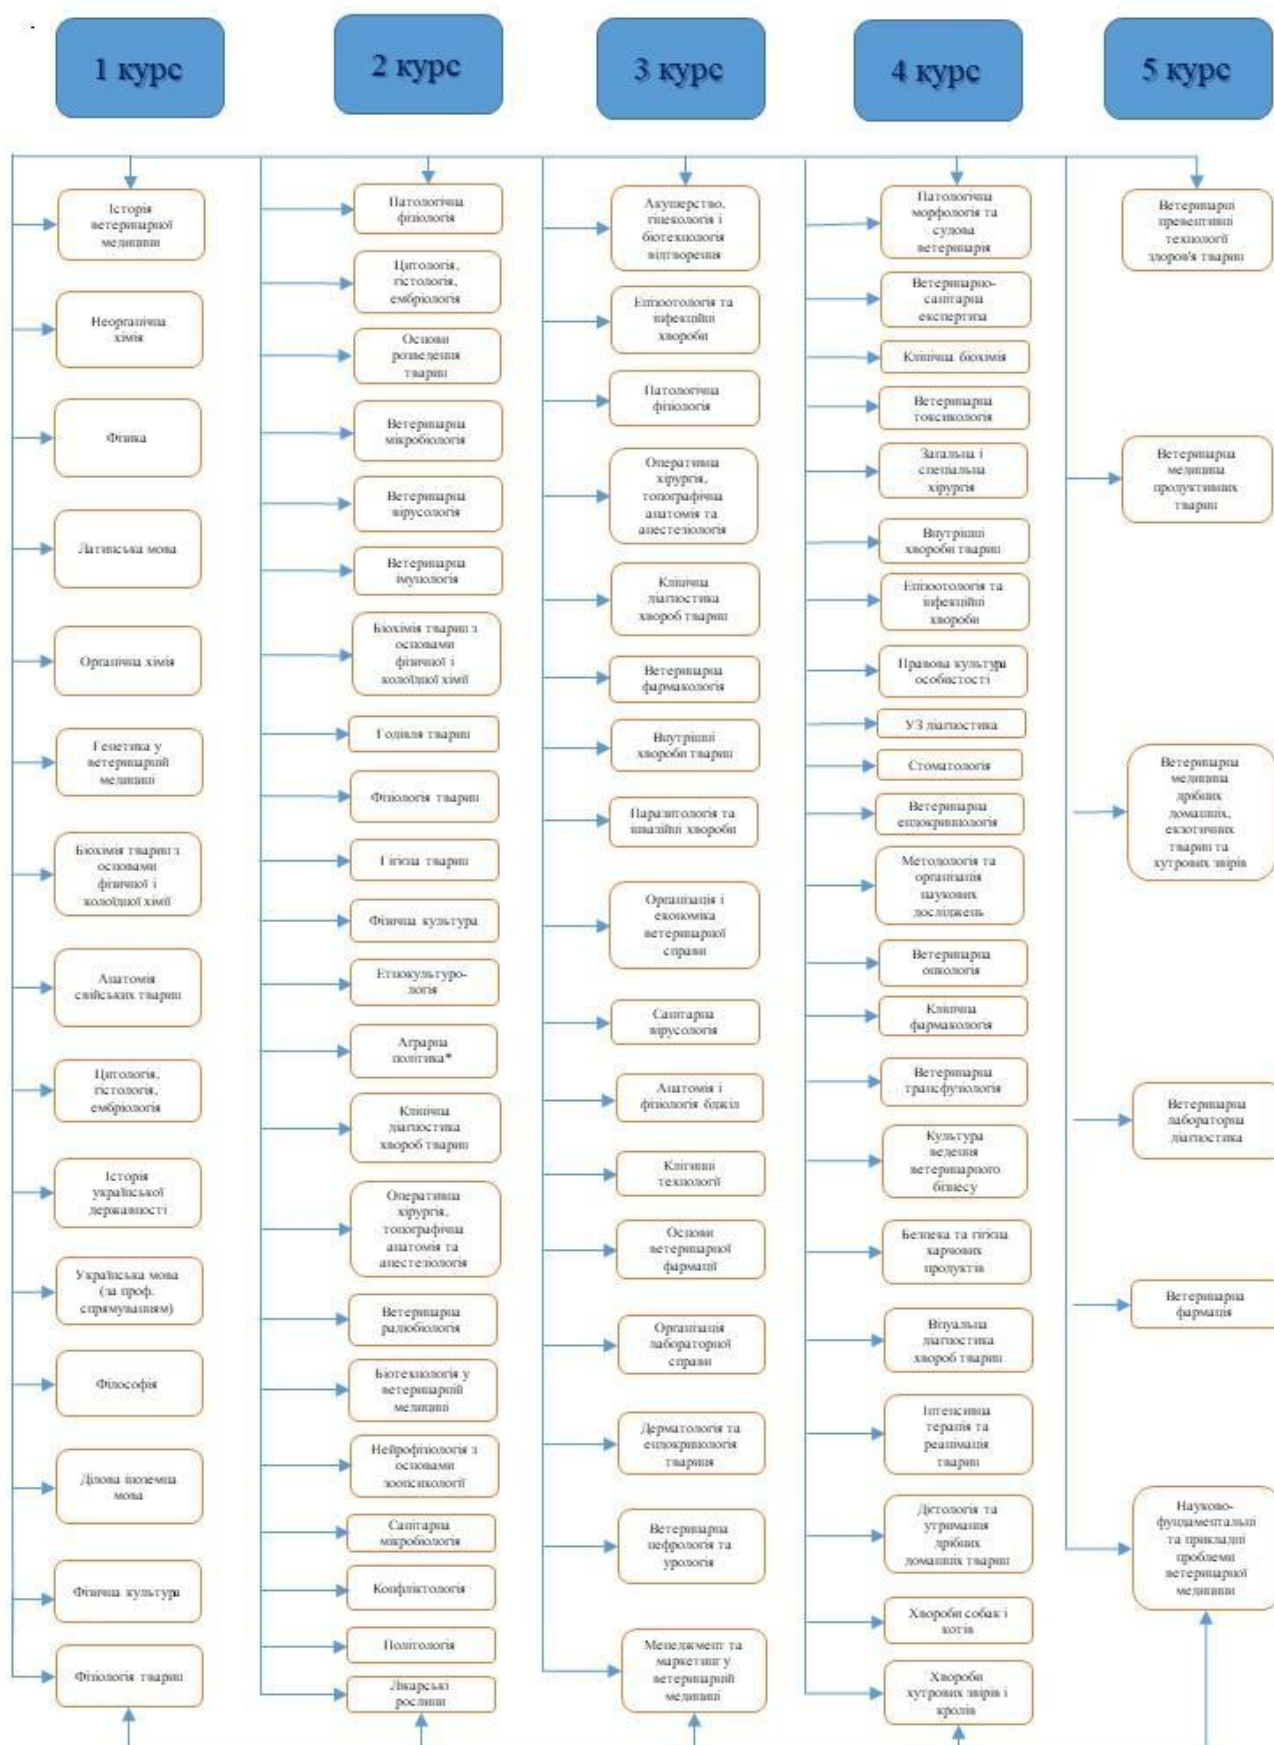 1 курс
2 курс
3 курс
4 курс
5 курс
Історія
ветеринарної
медицини
Неорганічна
хімія
Фізика
Латинська мова
Органічна хімія
Генетика у
ветеринарній
медицині
Біохімія тварин з
основами
фізичної і
колоїдної хімії
Анатомія
свійських тварин
Цитологія,
гістологія,
ембріологія
Історія
української
державності
Українська мова
(за проф.
спрямуванням)
Філософія
Ділова іноземна
мова
Фізична культура
Фізіологія тварин
Патологічна
фізіологія
Цитологія,
гістологія,
ембріологія
Основи
розведення
тварин
Ветеринарна
мікробіологія
Ветеринарна
вірусологія
Ветеринарна
імунологія
Біохімія тварин з
основами
фізичної і
колоїдної хімії
Годівля тварин
Фізіологія тварин
Гігієна тварин
Фізична культура
Етнокультуро-
логія
Аграрна
політика*
Клінічна
діагностика
хвороб тварин
Оперативна
хірургія,
топографічна
анатомія та
анестезіологія
Ветеринарна
радіобіологія
Біотехнологія у
ветеринарній
медицині
Нейрофізіологія з
основами
зоопсихології
Санітарна
мікробіологія
Конфліктологія
Політологія
Лікарські
рослини
Акушерство,
гінекологія і
біотехнологія
відтворення
Епізоотологія та
інфекційні
хвороби
Патологічна
фізіологія
Оперативна
хірургія,
топографічна
анатомія та
анестезіологія
Клінічна
діагностика
хвороб тварин
Ветеринарна
фармакологія
Внутрішні
хвороби тварин
Паразитологія та
інвазійні хвороби
Організація і
економіка
ветеринарної
справи
Санітарна
вірусологія
Анатомія і
фізіологія бджіл
Клітинні
технології
Основи
ветеринарної
фармації
Організація
лабораторної
справи
Дерматологія та
ендокринологія
тварини
Ветеринарна
нефрологія та
урологія
Менеджмент та
маркетинг у
ветеринарній
медицині
Патологічна
морфологія та
судова
ветеринарія
Ветеринарно-
санітарна
експертиза
Клінічна біохімія
Ветеринарна
токсикологія
Загальна і
спеціальна
хірургія
Внутрішні
хвороби тварин
Епізоотологія та
інфекційні
хвороби
Правова культура
особистості
УЗ діагностика
Стоматологія
Ветеринарна
ендокринологія
Методологія та
організація
наукових
досліджень
Ветеринарна
онкологія
Клінічна
фармакологія
Ветеринарна
трансфузіологія
Культура
ведення
ветеринарного
бізнесу
Безпека та гігієна
харчових
продуктів
Візуальна
діагностика
хвороб тварин
Інтенсивна
терапія та
реанімація
тварин
Дієтологія та
утримання
дрібних
домашніх тварин
Хвороби собак і
котів
Хвороби
хутрових звірів і
кролів
Ветеринарні
превентивні
технології
здоров'я тварин
Ветеринарна
медицина
продуктивних
тварин
Ветеринарна
медицина
дрібних
домашніх,
екзотичних
тварин та
хутрових звірів
Ветеринарна
лабораторна
діагностика
Ветеринарна
фармація
Науково-
фундаментальні
та прикладні
проблеми
ветеринарної
медицини